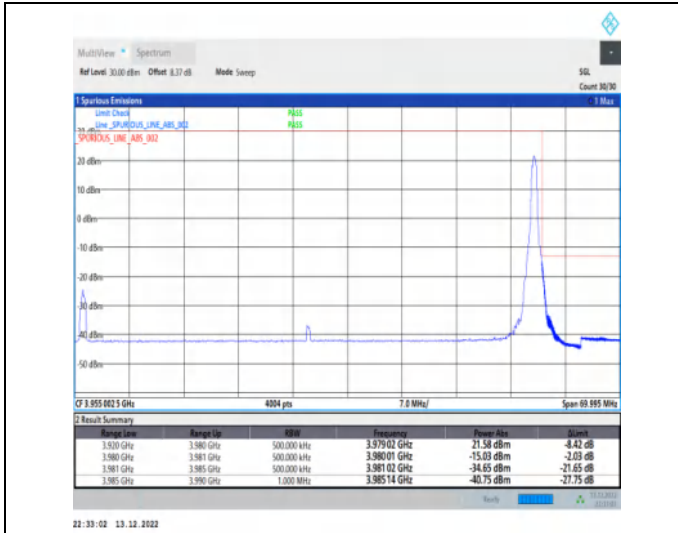 MultiView Spectrum
Ref Level 30.00 dBm Offset 8.37 dB Mode Sweep SGL
Count 30/30
1 Spurious Emissions 1 Max
Limit Check PASS
Line _SPURIOUS_LINE_ABS_002 PASS
SPURIOUS_LINE_ABS_002
20 dBm
10 dBm
0 dBm
-10 dBm
-20 dBm
-30 dBm
-40 dBm
-50 dBm
CF 3.955 002 5 GHz 4004 pts 7.0 MHz/ Span 69.995 MHz
2 Result Summary
Range Low Range Up RBW Frequency Power Abs ΔLimit
3.920 GHz 3.980 GHz 500.000 kHz 3.979 02 GHz 21.58 dBm -8.42 dB
3.980 GHz 3.981 GHz 500.000 kHz 3.980 01 GHz -15.03 dBm -2.03 dB
3.981 GHz 3.985 GHz 500.000 kHz 3.981 02 GHz -34.65 dBm -21.65 dB
3.985 GHz 3.990 GHz 1.000 MHz 3.985 14 GHz -40.75 dBm -27.75 dB
Ready
22:33:02 13.12.2022